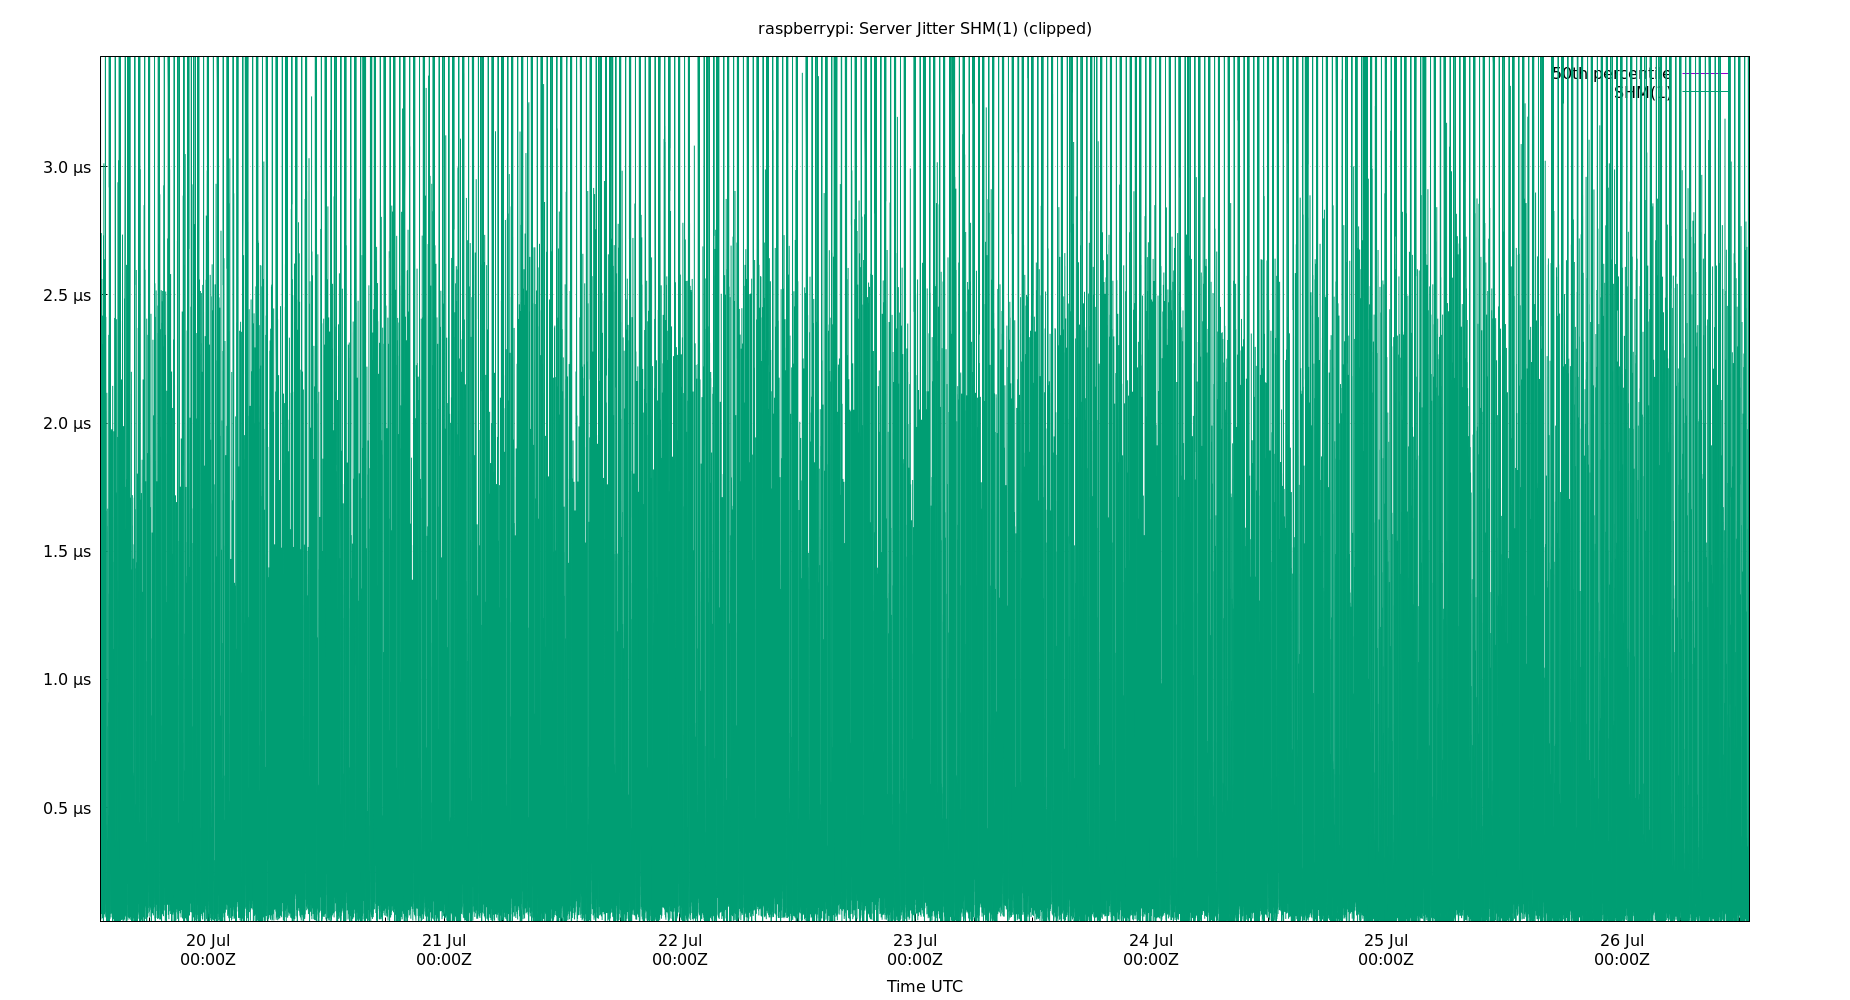 raspberrypi: Server Jitter SHM(1) (clipped)
50th percentile
SHM(1)
3.0 µs
2.5 µs
2.0 µs
1.5 µs
1.0 µs
0.5 µs
20 Jul 21 Jul 22 Jul 23 Jul 24 Jul 25 Jul 26 Jul
00:00Z 00:00Z 00:00Z 00:00Z 00:00Z 00:00Z 00:00Z
Time UTC